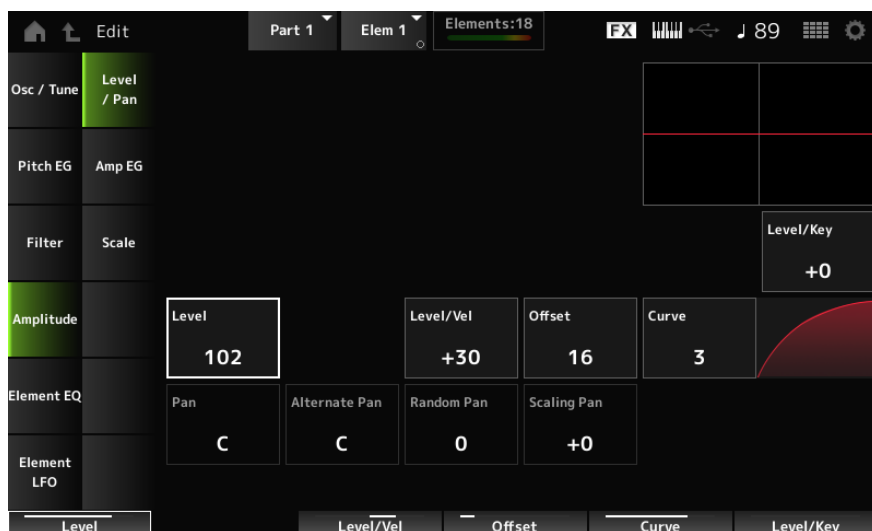 Edit
Part 1
Elem 1
Elements:18
FX
89
Osc / Tune
Level
/ Pan
Pitch EG
Amp EG
Filter
Scale
Level/Key
+0
Amplitude
Level
102
Level/Vel
+30
Offset
16
Curve
3
Element EQ
Pan
C
Alternate Pan
C
Random Pan
0
Scaling Pan
+0
Element
LFO
Level
Level/Vel
Offset
Curve
Level/Key